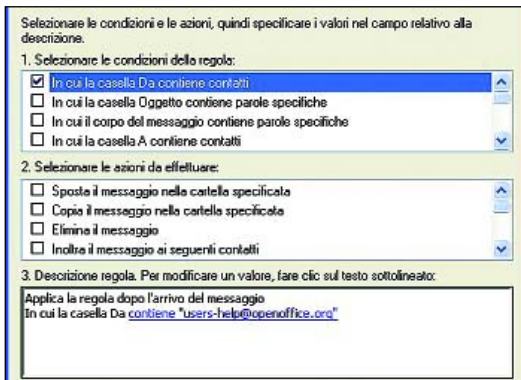 Selezionare le condizioni e le azioni, quindi specificare i valori nel campo relativo alla
descrizione.
1. Selezionare le condizioni della regola:
In cui la casella Da contiene contatti
In cui la casella Oggetto contiene parole specifiche
In cui il corpo del messaggio contiene parole specifiche
In cui la casella A contiene contatti
2. Selezionare le azioni da effettuare:
Sposta il messaggio nella cartella specificata
Copia il messaggio nella cartella specificata
Elimina il messaggio
Inoltra il messaggio ai seguenti contatti
3. Descrizione regola. Per modificare un valore, fare clic sul testo sottolineato:
Applica la regola dopo l'arrivo del messaggio
In cui la casella Da contiene "users-help@openoffice.org"